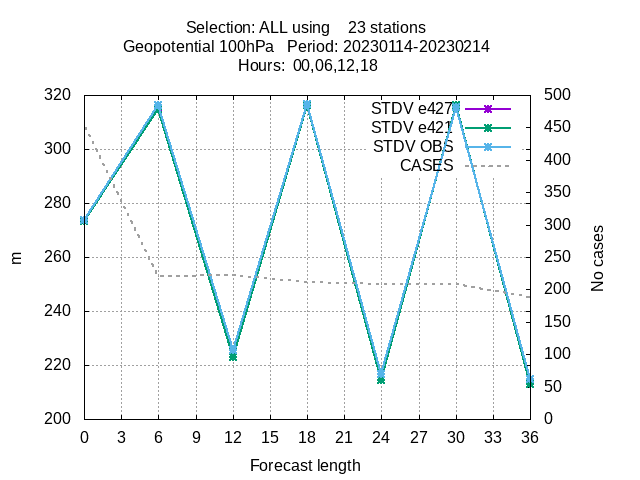 Selection: ALL using    23 stations
Geopotential 100hPa   Period: 20230114-20230214
Hours:  00,06,12,18
320 500
STDV e427
STDV e421 450
300 STDV OBS 400
CASES
280 350
300
m 260 250 No cases
200
240 150
220 100
50
200 0
0 3 6 9 12 15 18 21 24 27 30 33 36
Forecast length